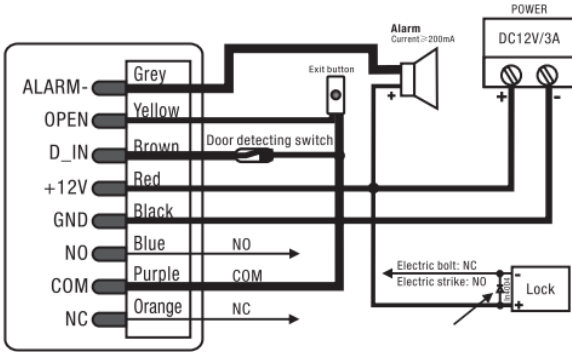 POWER
DC12V/3A
+ -
Alarm
Current≥200mA
+
Exit button
ALARM- Grey
OPEN Yellow
D_IN Brown Door detecting switch
+12V Red
GND Black
NO Blue NO
COM Purple COM
NC Orange NC
Electric bolt: NC
Electric strike: NO
-
+
Lock
IN4004